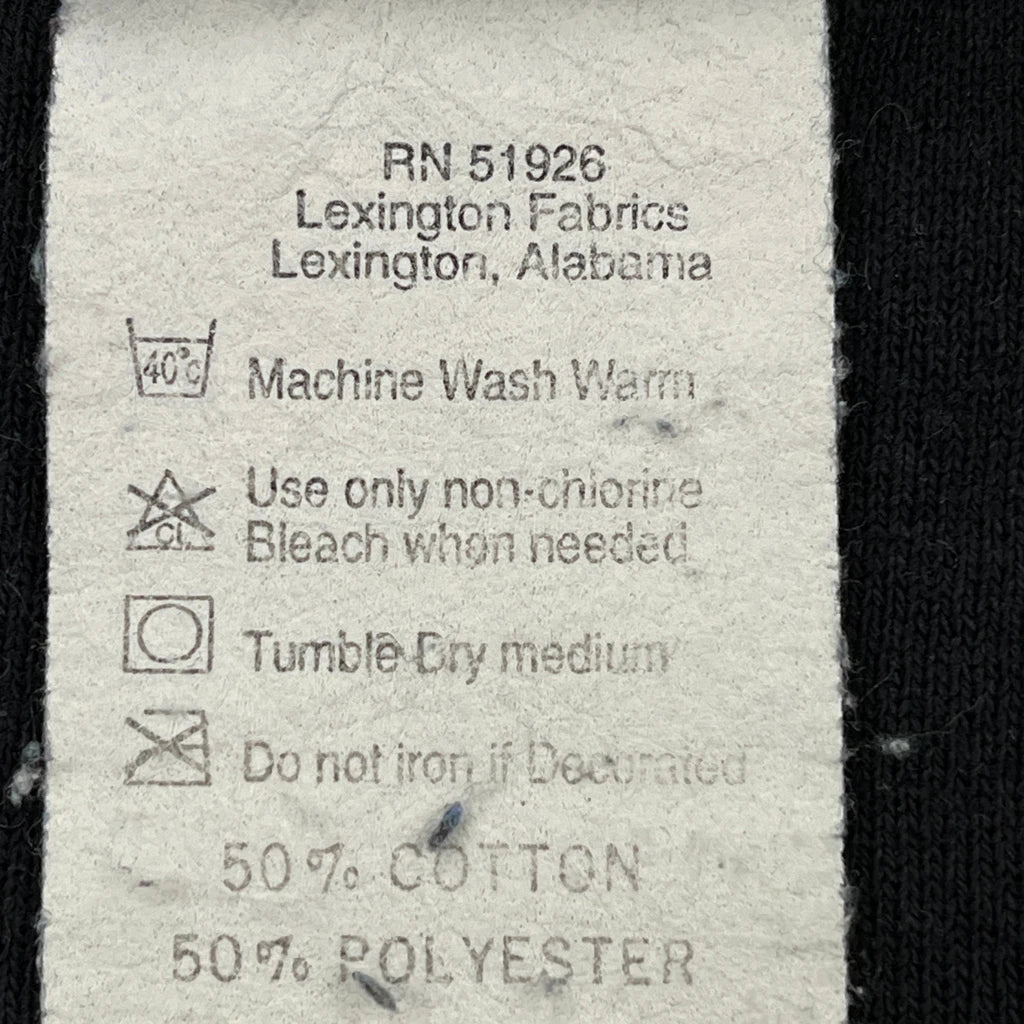 RN 51926
Lexington Fabrics
Lexington, Alabama
40°C Machine Wash Warm
Use only non-chlorine
Cl Bleach when needed
Tumble Dry medium
Do not iron if Decorated
50% COTTON
50% POLYESTER